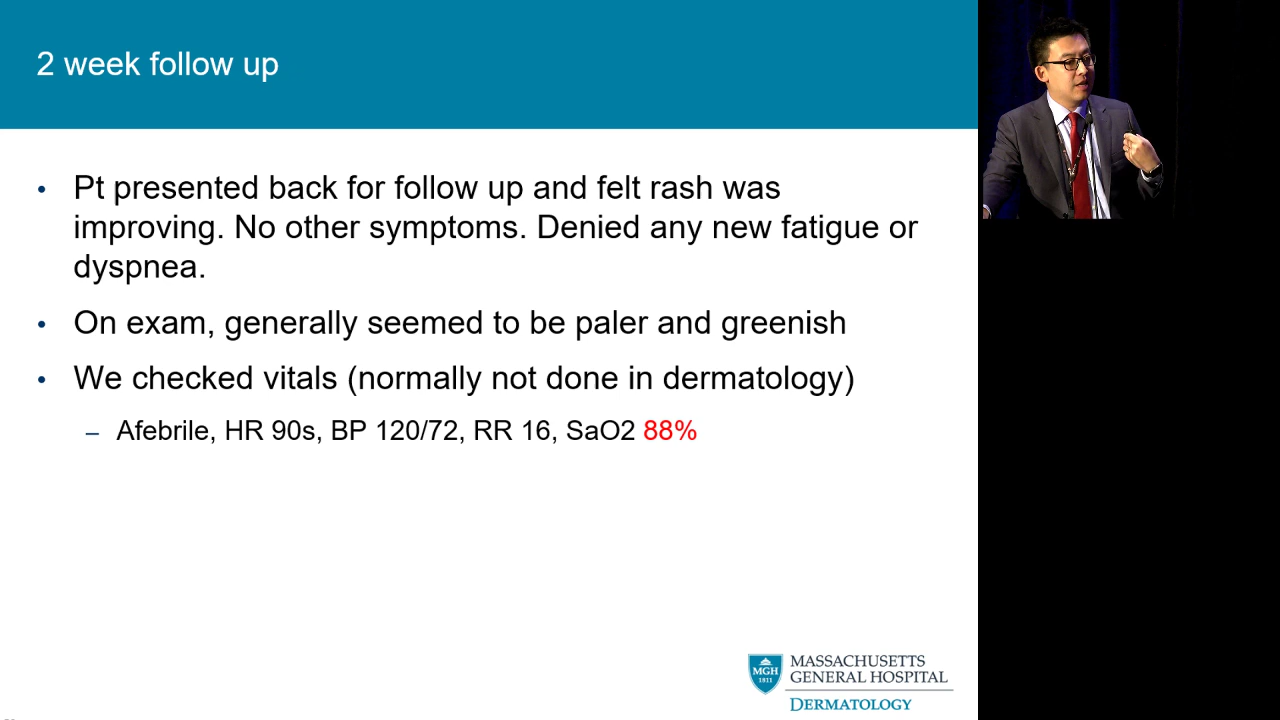 2 week follow up
• Pt presented back for follow up and felt rash was
improving. No other symptoms. Denied any new fatigue or
dyspnea.
• On exam, generally seemed to be paler and greenish
• We checked vitals (normally not done in dermatology)
– Afebrile, HR 90s, BP 120/72, RR 16, SaO2 88%
MGH
1811
MASSACHUSETTS
GENERAL HOSPITAL
DERMATOLOGY